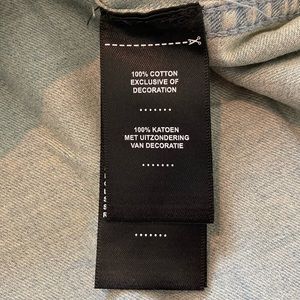 100% COTTON
EXCLUSIVE OF
DECORATION
100% KATOEN
MET UITZONDERING
VAN DECORATIE